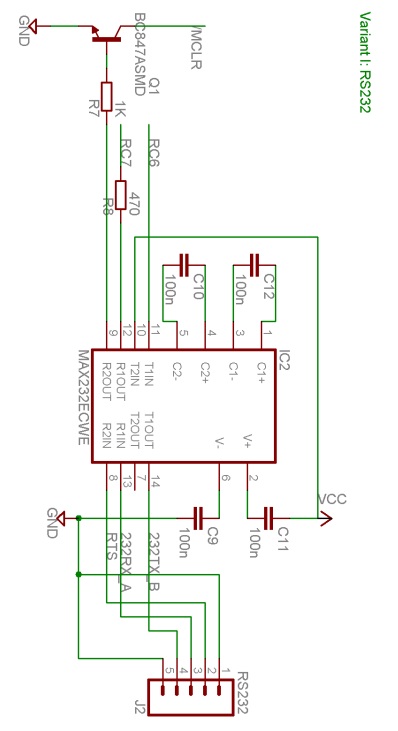 Variant I: RS232
/MCLR
BC847ASMD
Q1
GND
1K
R7
RC6
RC7
470
R8
C10
100n
C12
100n
IC2
MAX232ECWE
11
10
12
9
5
4
3
1
T1IN
T2IN
R1OUT
R2OUT
C2-
C2+
C1-
C1+
T1OUT
T2OUT
R1IN
R2IN
V-
V+
14
7
13
8
6
2
VCC
C11
100n
C9
100n
GND
232TX_B
232RX_A
RTS
RS232
1
2
3
4
5
J2